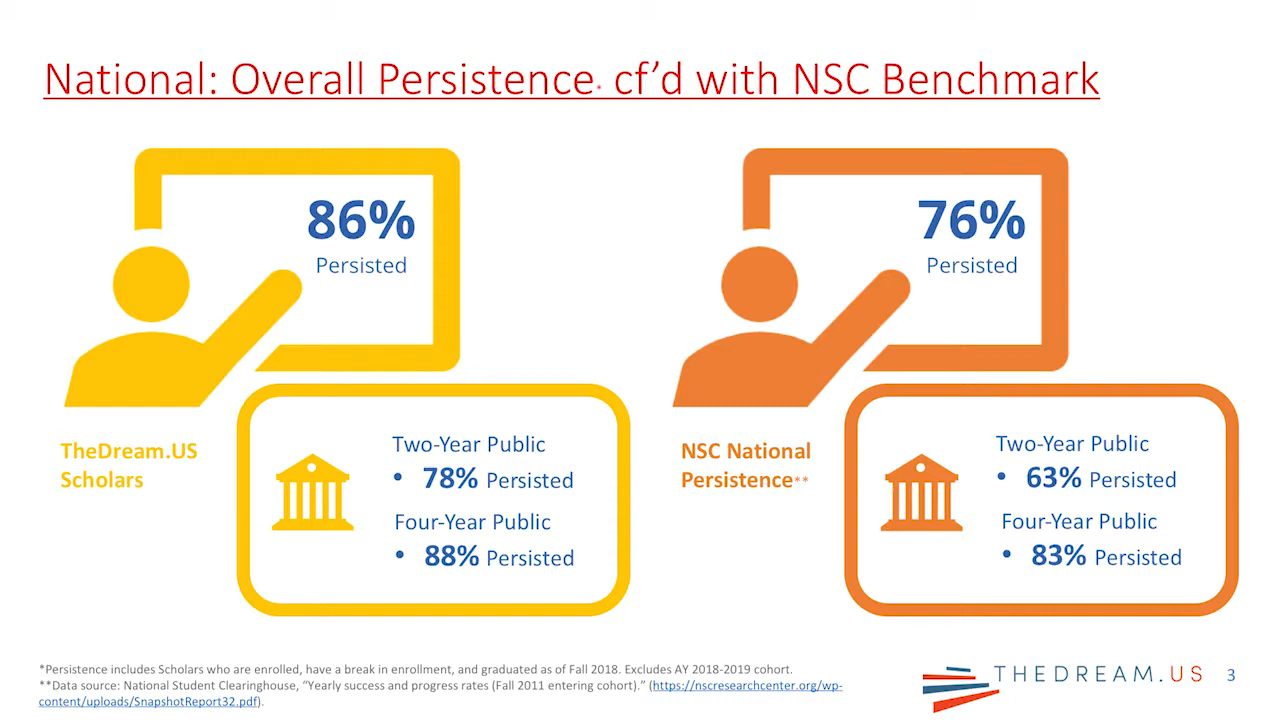 National: Overall Persistence* cf’d with NSC Benchmark
86%
Persisted
76%
Persisted
TheDream.US
Scholars
Two-Year Public
• 78% Persisted
Four-Year Public
• 88% Persisted
NSC National
Persistence**
Two-Year Public
• 63% Persisted
Four-Year Public
• 83% Persisted
*Persistence includes Scholars who are enrolled, have a break in enrollment, and graduated as of Fall 2018. Excludes AY 2018-2019 cohort.
**Data source: National Student Clearinghouse, “Yearly success and progress rates (Fall 2011 entering cohort).” (https://nscresearchcenter.org/wp-
content/uploads/SnapshotReport32.pdf).
THEDREAM.US
3